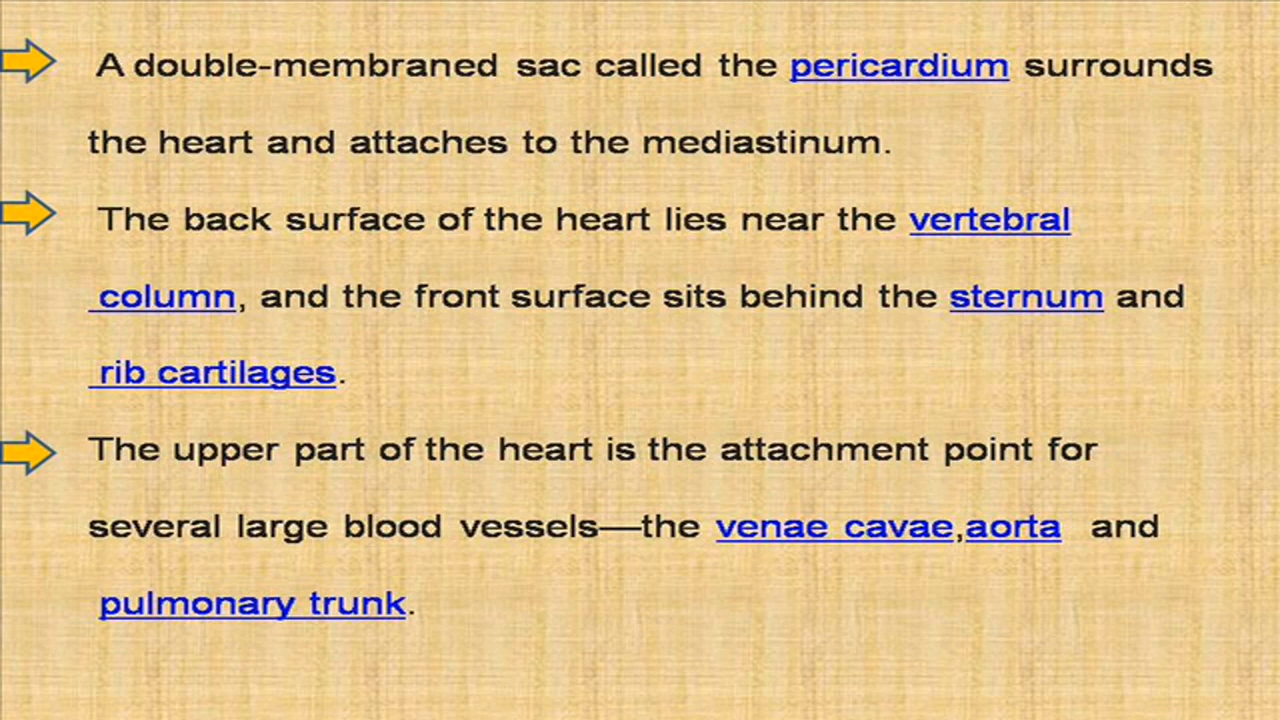 A double-membraned sac called the pericardium surrounds
the heart and attaches to the mediastinum.
The back surface of the heart lies near the vertebral
column, and the front surface sits behind the sternum and
rib cartilages.
The upper part of the heart is the attachment point for
several large blood vessels—the venae cavae,aorta and
pulmonary trunk.